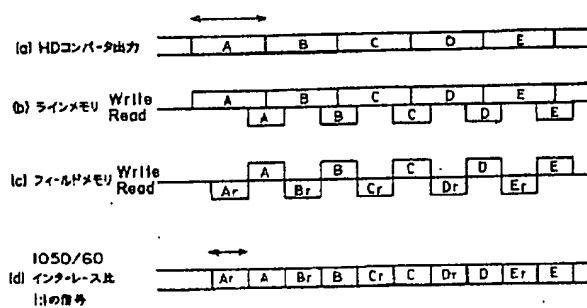 (a) HDコンバータ出力 A B C D E
(b) ラインメモリ Write A B C D E
Read A B C D E
(c) フィールドメモリ Write A B C D E
Read Ar Br Cr Dr Er
1050/60
(d) インターレース比 Ar A Br B Cr C Dr D Er E
1:1の信号